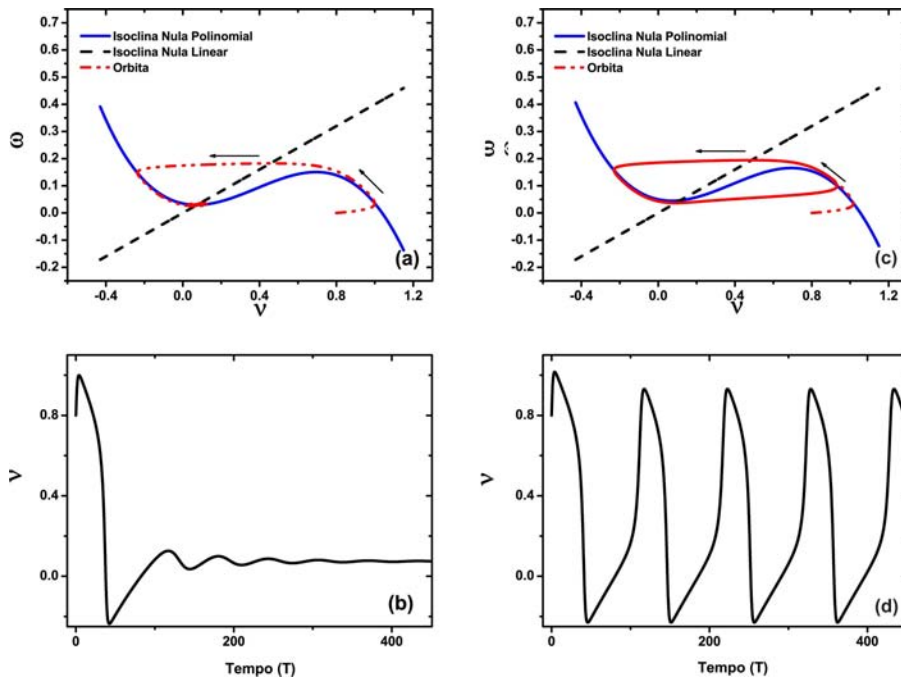 0.7
0.6
0.5
0.4
0.3
0.2
0.1
0.0
-0.1
-0.2
ω
Isoclina Nula Polinomial
Isoclina Nula Linear
Orbita
(a)
-0.4
0.0
0.4
0.8
1.2
ν
0.7
0.6
0.5
0.4
0.3
0.2
0.1
0.0
-0.1
-0.2
ω
Isoclina Nula Polinomial
Isoclina Nula Linear
Orbita
(c)
-0.4
0.0
0.4
0.8
1.2
ν
0.8
0.4
0.0
ν
(b)
0
200
400
Tempo (T)
0.8
0.4
0.0
ν
(d)
0
200
400
Tempo (T)